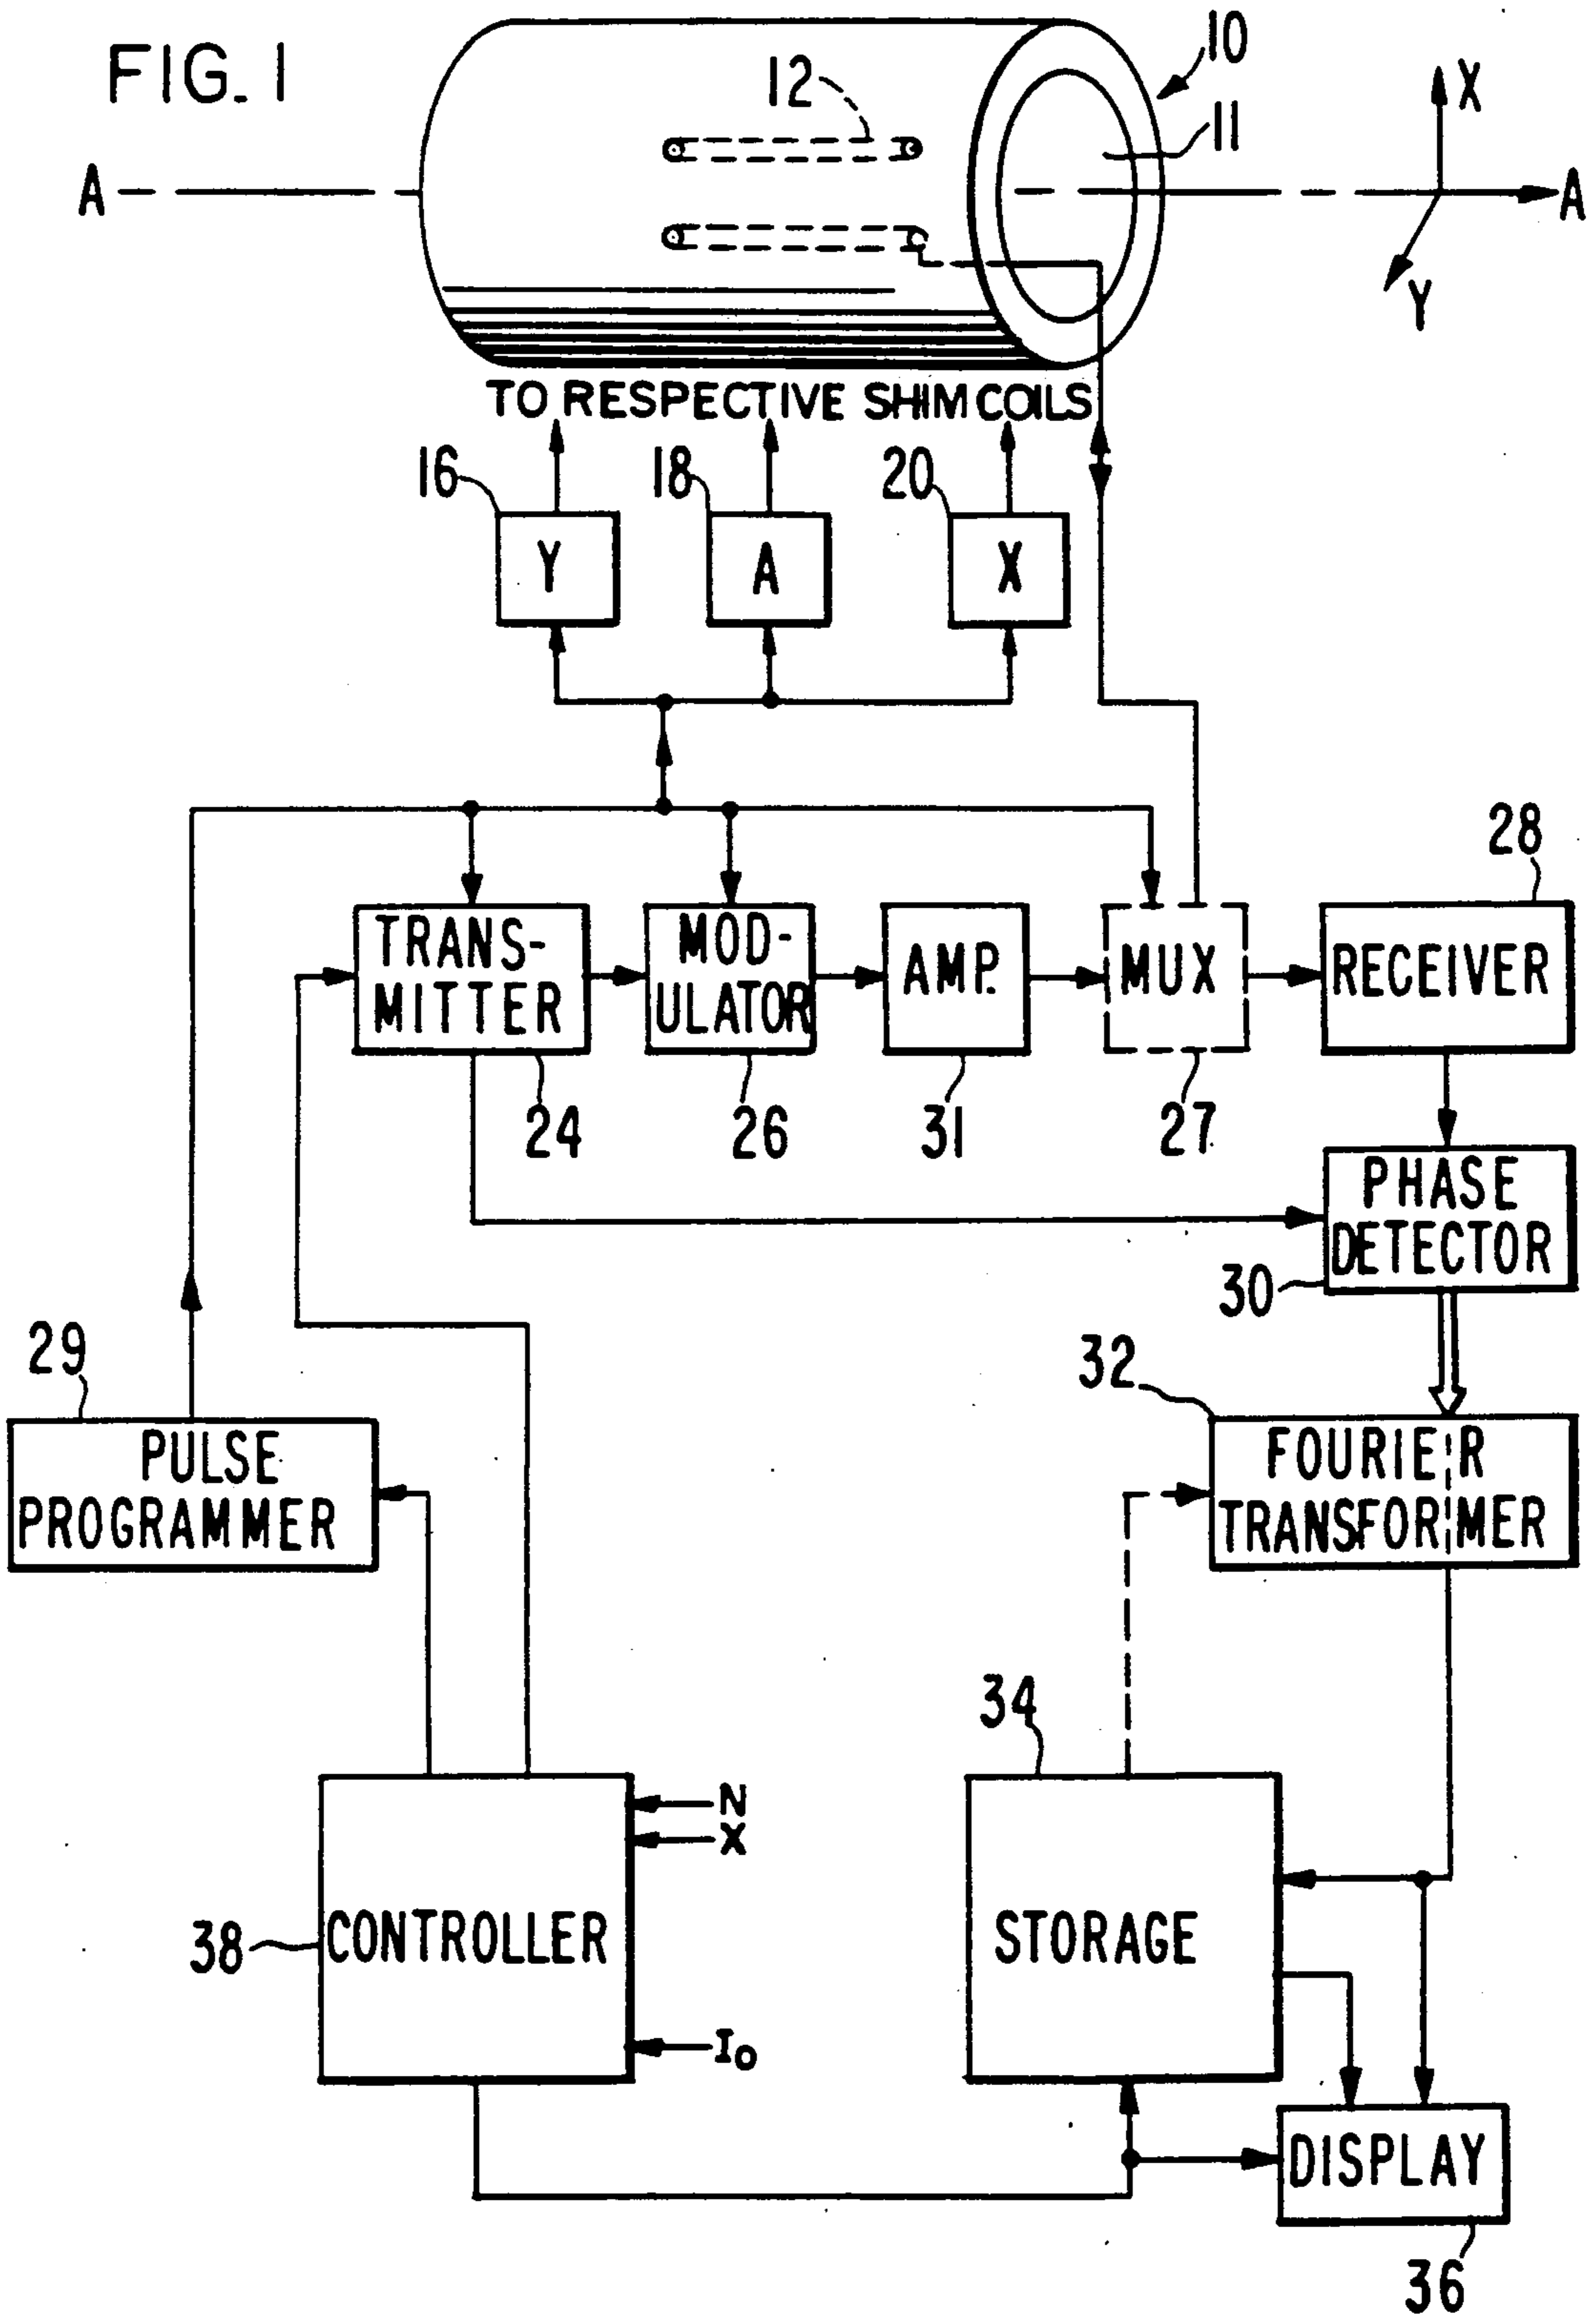 FIG. 1
10
12
11
X
A
A
Y
TO RESPECTIVE SHIM COILS
16
18
20
Y
A
X
28
TRANS-
MITTER
MOD-
ULATOR
AMP.
MUX
RECEIVER
24
26
31
27
PHASE
DETECTOR
30
29
32
PULSE
PROGRAMMER
FOURIER
TRANSFORMER
34
N
X
38
CONTROLLER
STORAGE
I₀
DISPLAY
36